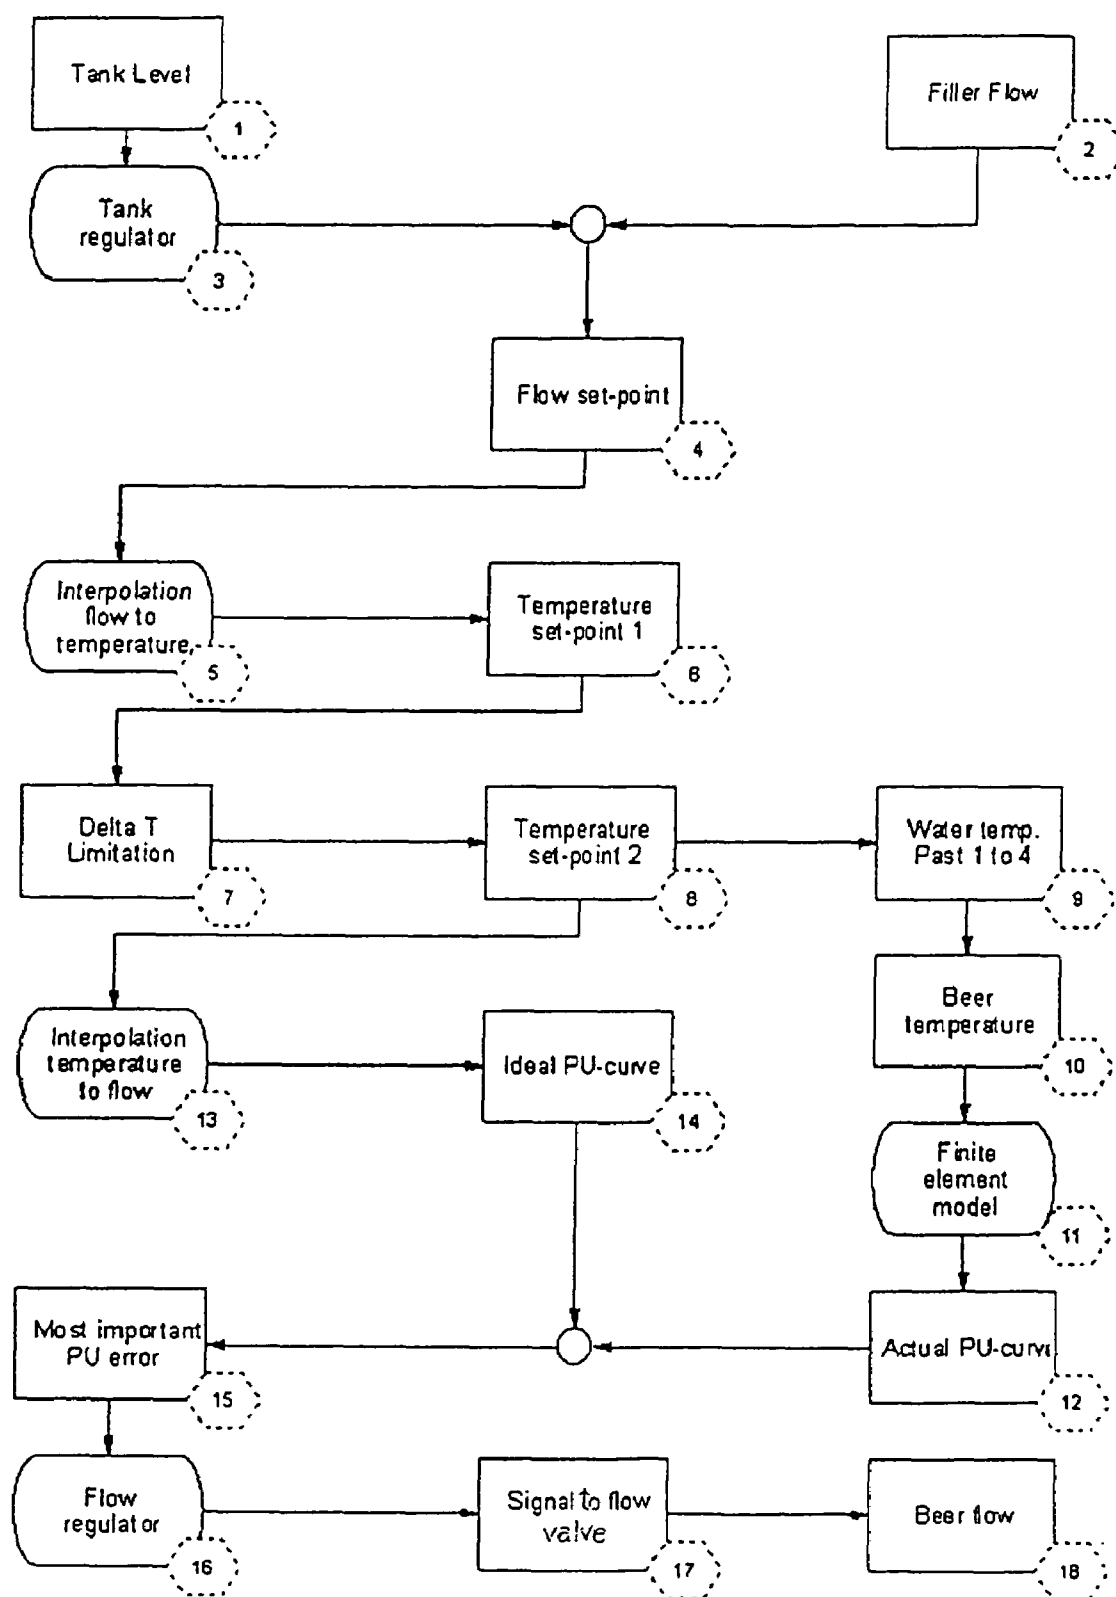 Tank Level
1
Filler Flow
2
Tank
regulator
3
Flow set-point
4
Interpolation
flow to
temperature
5
Temperature
set-point 1
6
Delta T
Limitation
7
Temperature
set-point 2
8
Water temp.
Past 1 to 4
9
Beer
temperature
10
Interpolation
temperature
to flow
13
Ideal PU-curve
14
Finite
element
model
11
Most important
PU error
15
Actual PU-curve
12
Flow
regulator
16
Signal to flow
valve
17
Beer flow
18